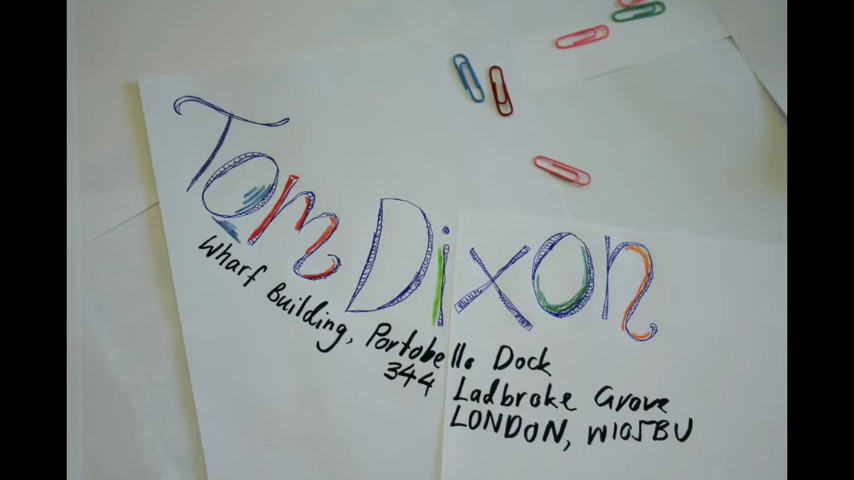 Tom Dixon
Wharf Building, Portobello Dock
344 Ladbroke Grove
LONDON, W105BU